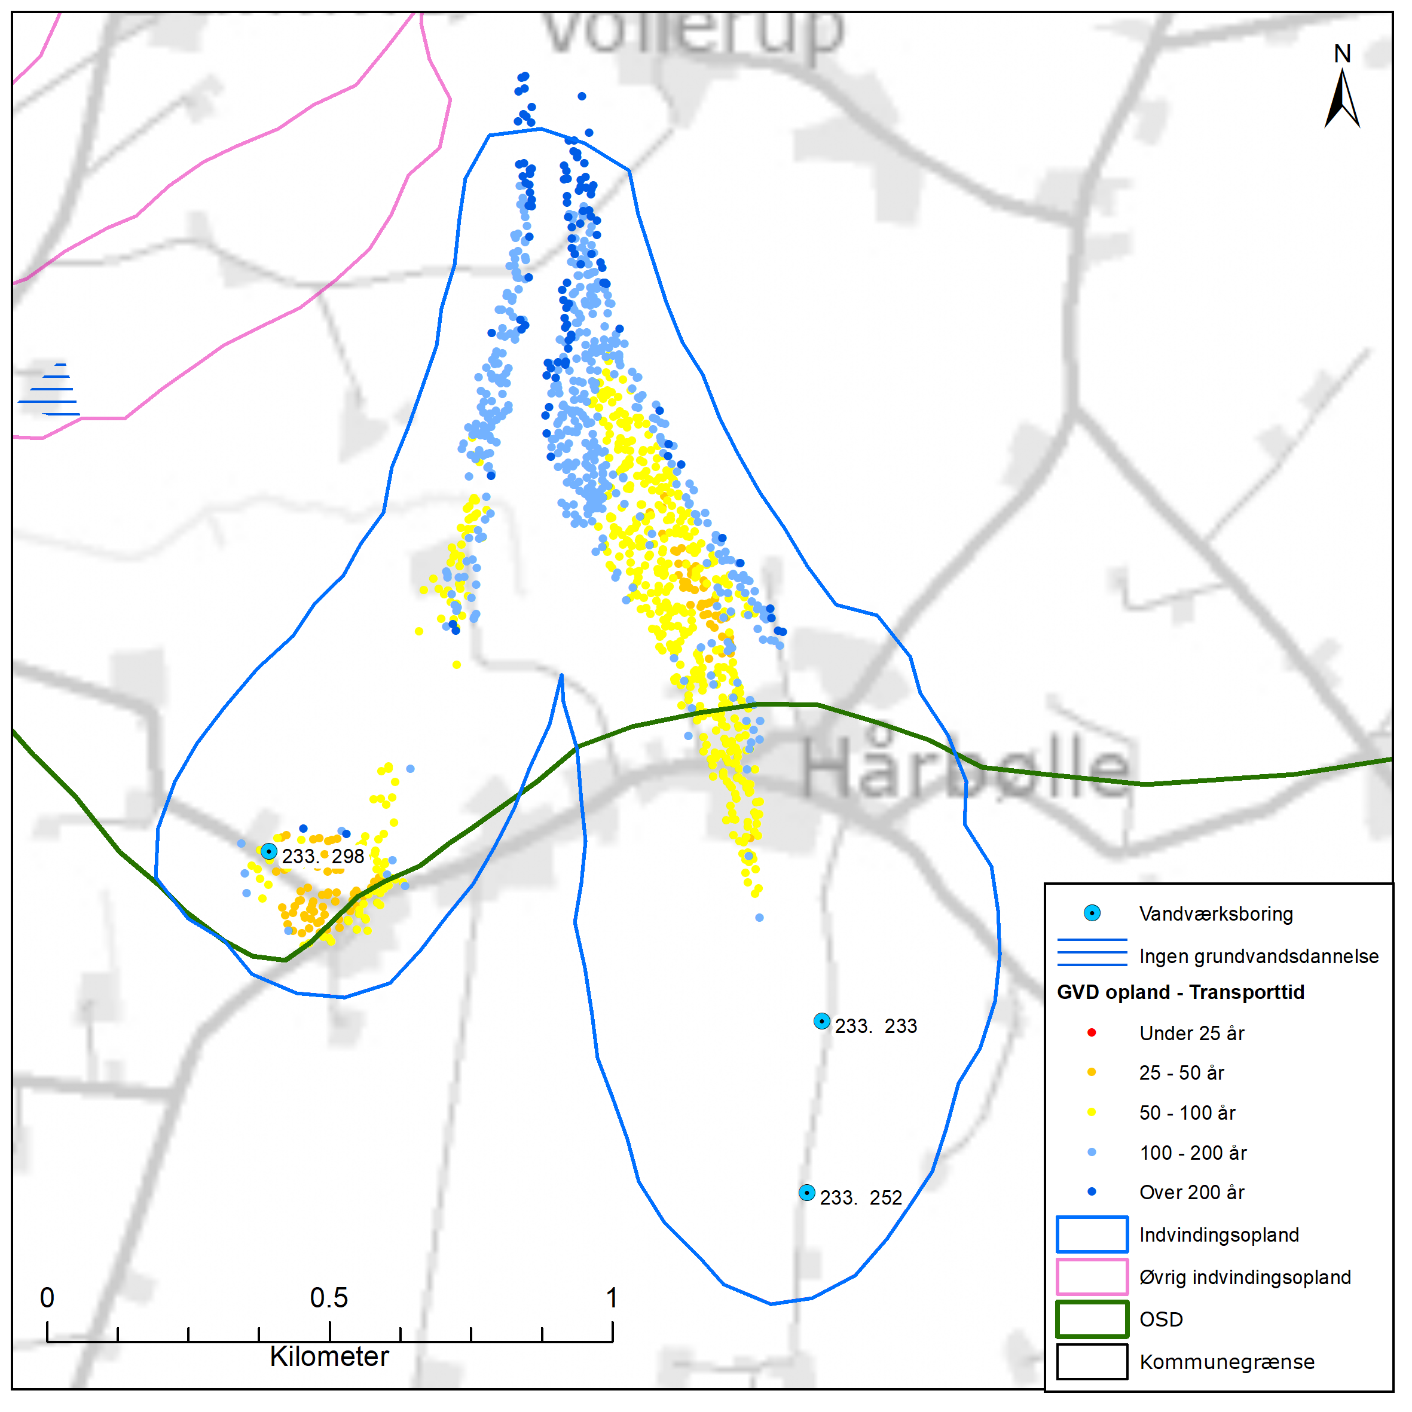 Vollerup
N
Hårbølle
233. 298
233. 233
233. 252
Vandværksboring
Ingen grundvandsdannelse
GVD opland - Transporttid
Under 25 år
25 - 50 år
50 - 100 år
100 - 200 år
Over 200 år
Indvindingsopland
Øvrig indvindingsopland
OSD
Kommunegrænse
0 0.5 1
Kilometer